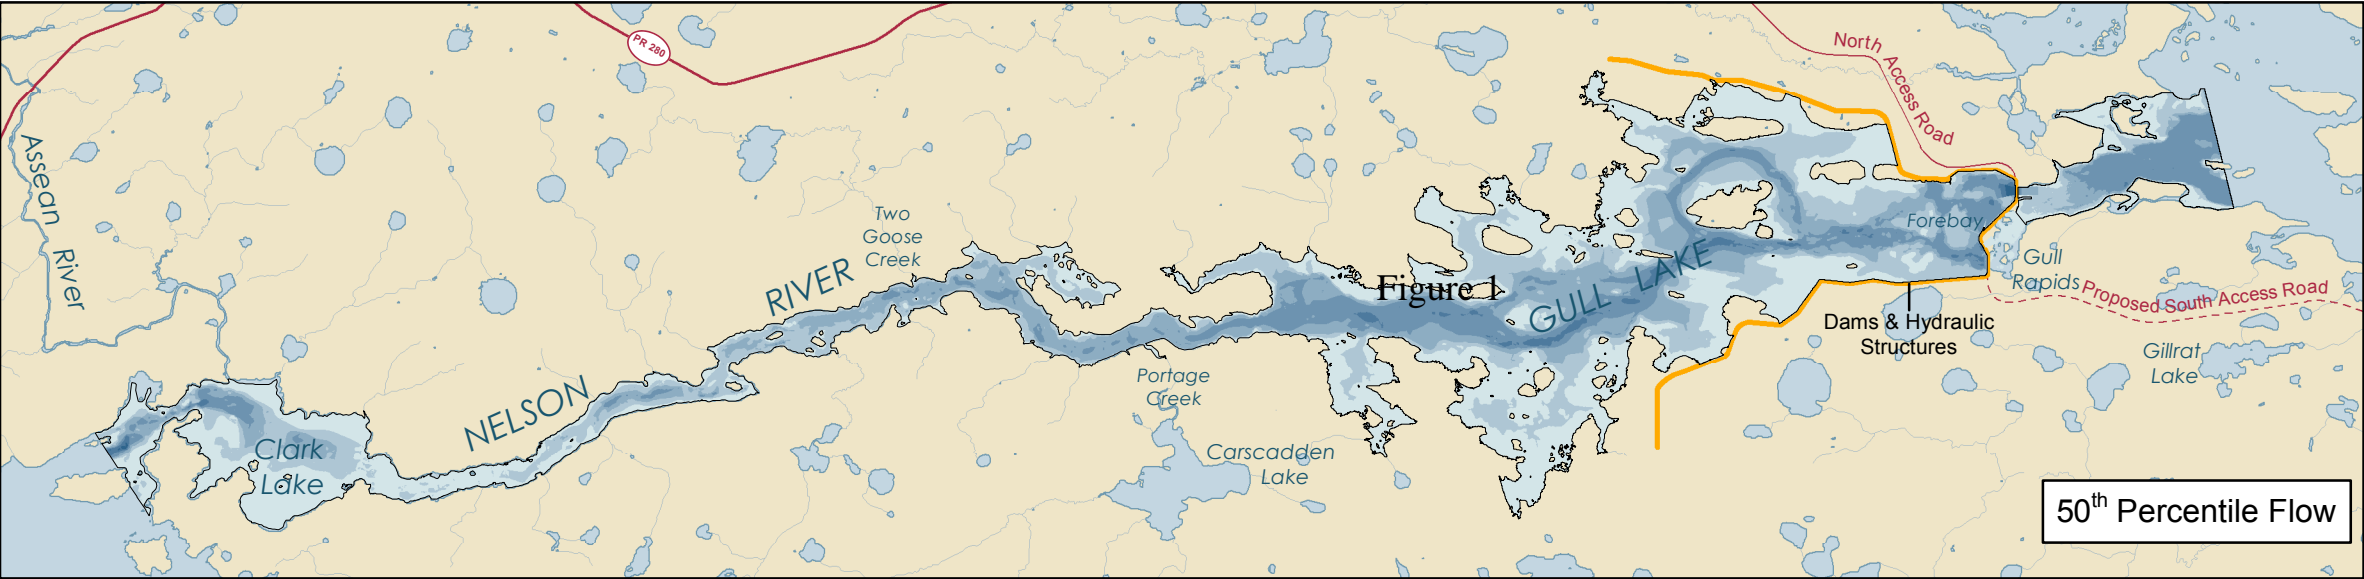 PR 280
North
Access Road
Assean River
Two
Goose
Creek
RIVER
NELSON
Forebay
Gull
Rapids
Proposed South Access Road
GULL LAKE
Figure 1
Dams & Hydraulic
Structures
Gillrat
Lake
Portage
Creek
Carscadden
Lake
Clark
Lake
50th Percentile Flow